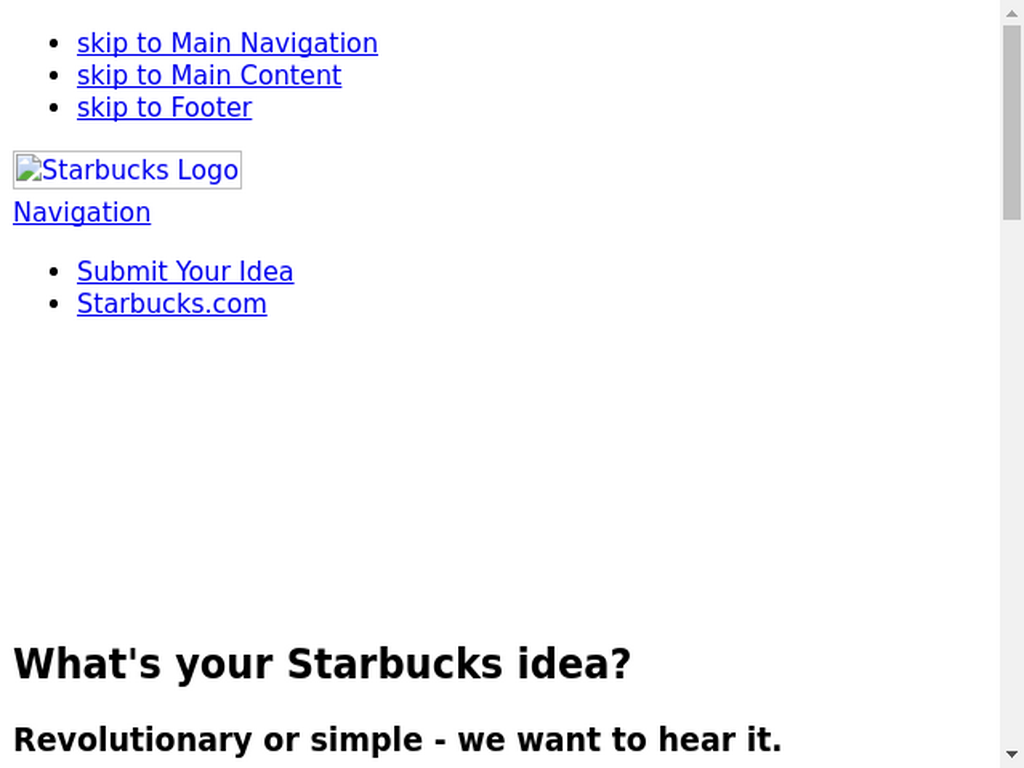 skip to Main Navigation
skip to Main Content
skip to Footer
Starbucks Logo
Navigation
Submit Your Idea
Starbucks.com
What's your Starbucks idea?
Revolutionary or simple - we want to hear it.